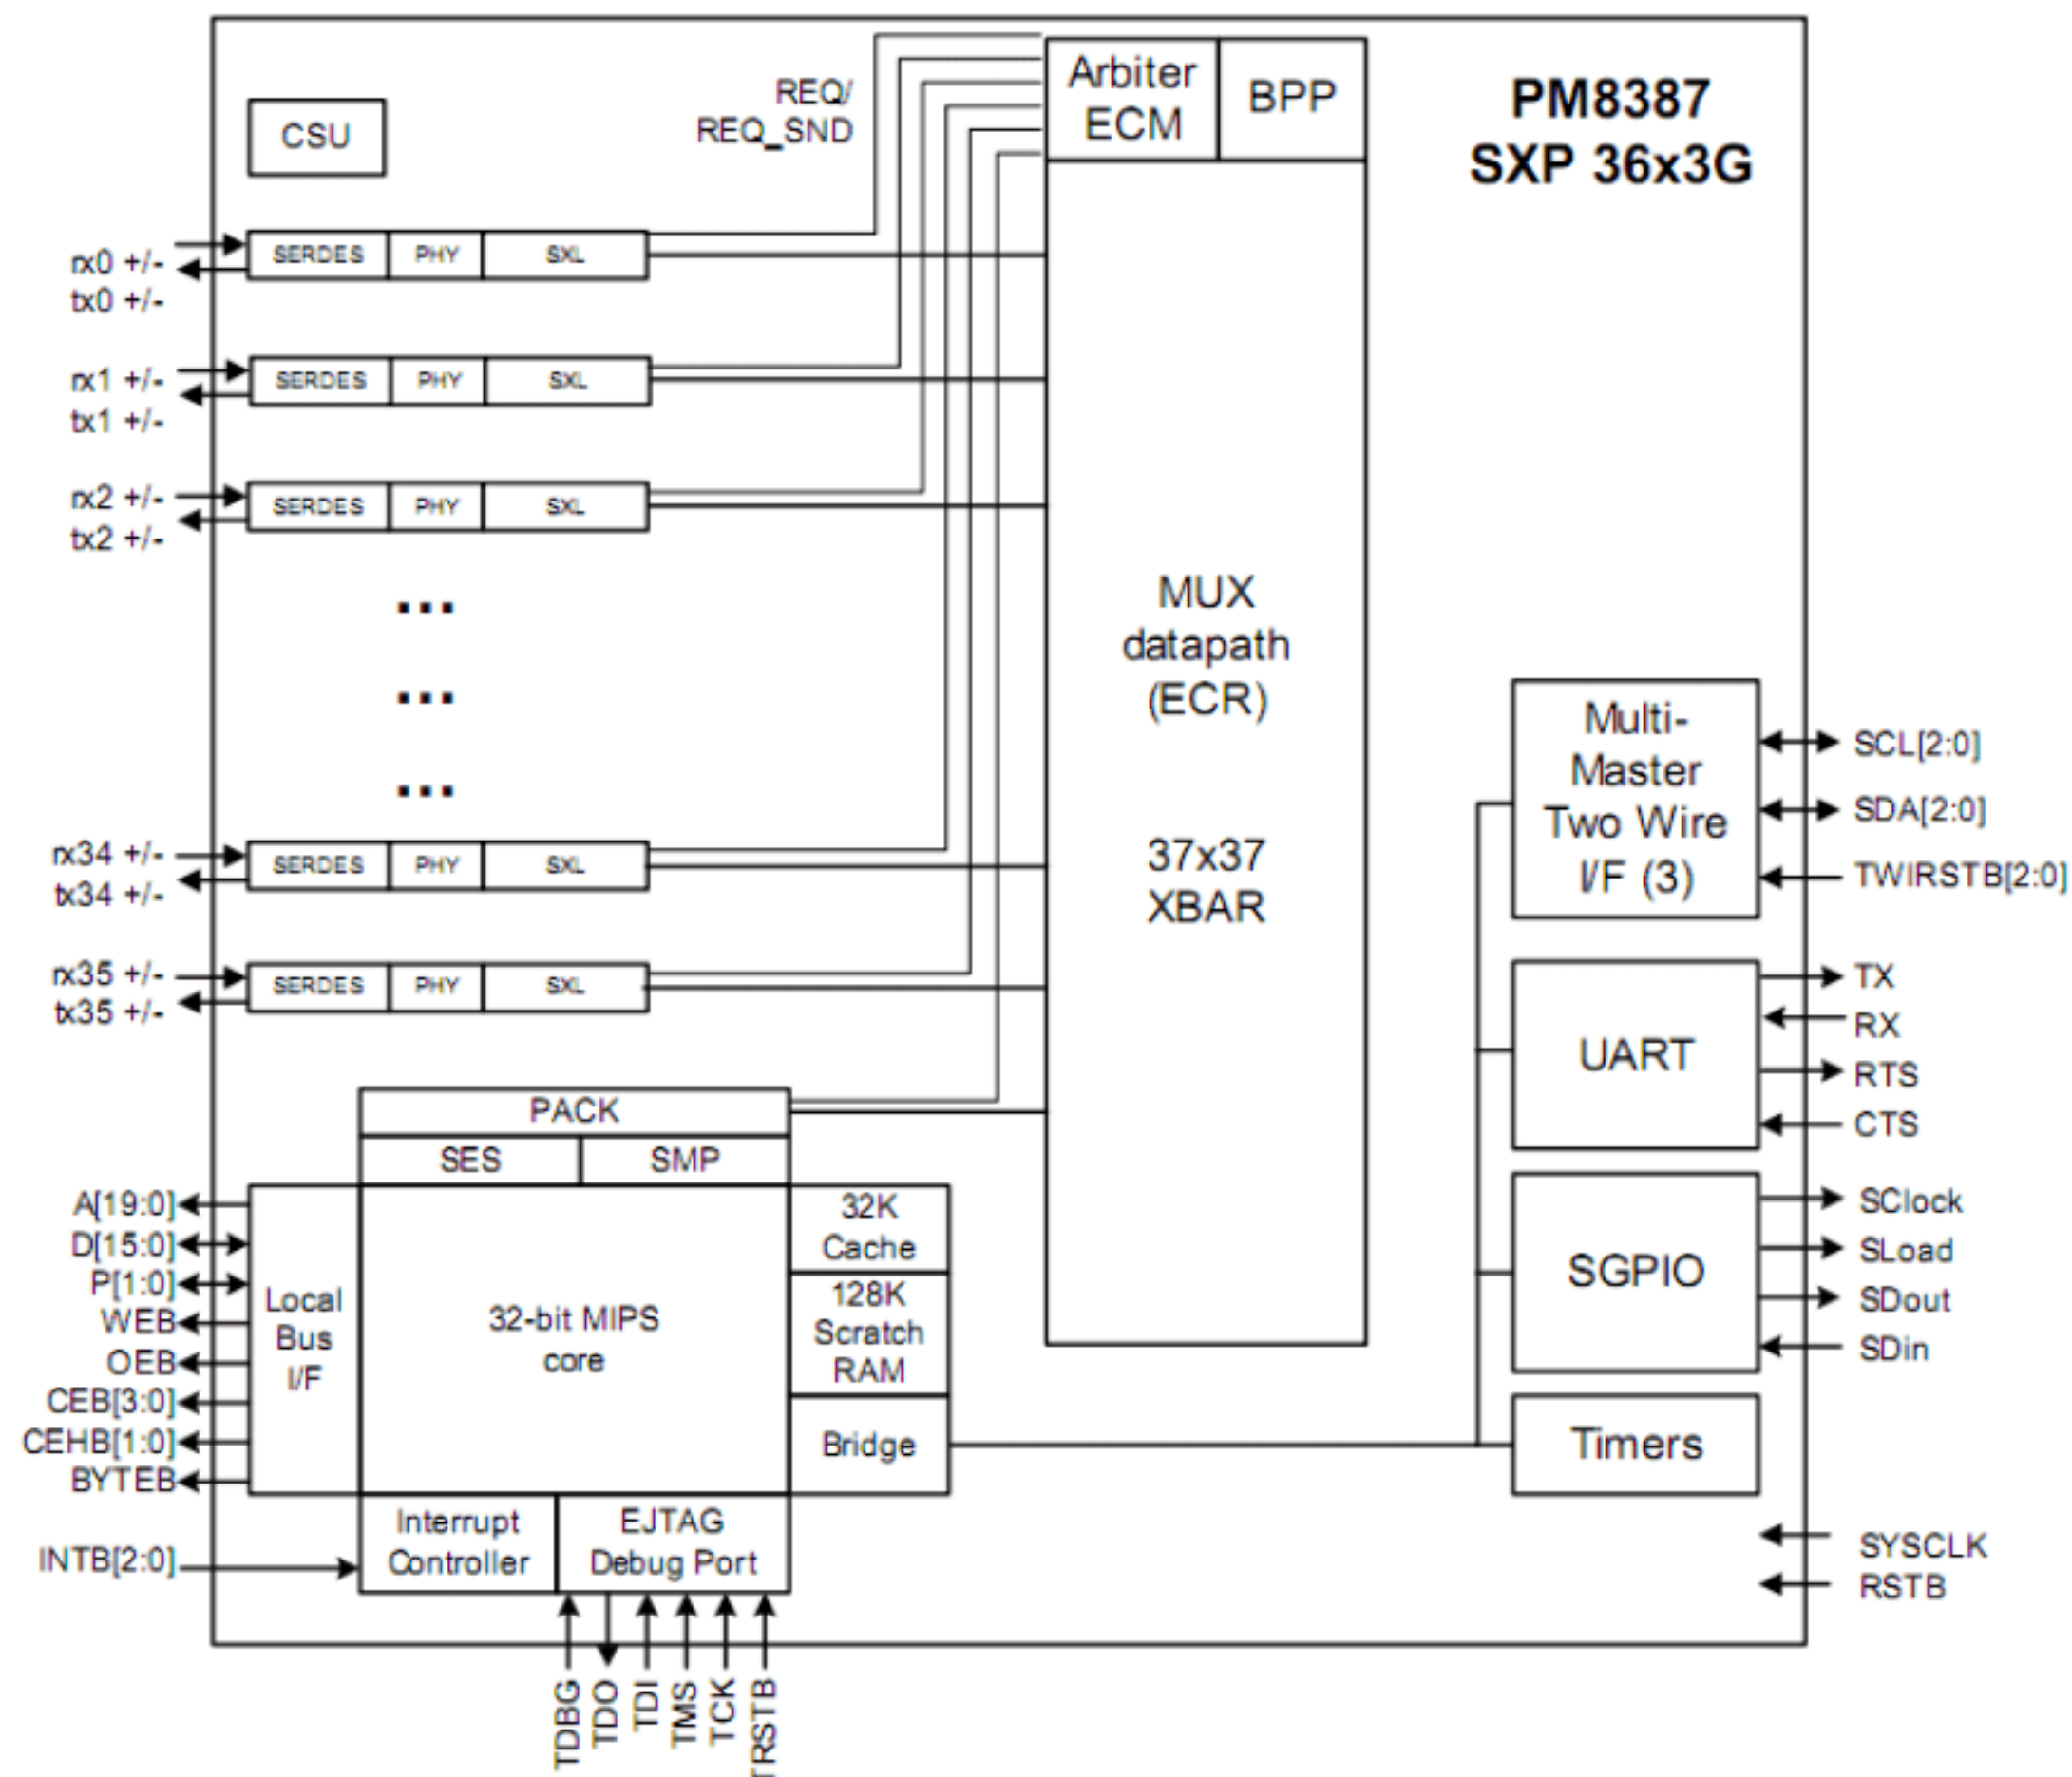 PM8387
SXP 36x3G
CSU
REQ/
REQ_SND
Arbiter
ECM
BPP
rx0 +/-
tx0 +/-
SERDES PHY SXL
rx1 +/-
tx1 +/-
SERDES PHY SXL
rx2 +/-
tx2 +/-
SERDES PHY SXL
...
...
...
rx34 +/-
tx34 +/-
SERDES PHY SXL
rx35 +/-
tx35 +/-
SERDES PHY SXL
MUX
datapath
(ECR)
37x37
XBAR
Multi-
Master
Two Wire
I/F (3)
SCL[2:0]
SDA[2:0]
TWIRSTB[2:0]
UART
TX
RX
RTS
CTS
SGPIO
SClock
SLoad
SDout
SDin
Timers
SYSCLK
RSTB
PACK
SES
SMP
A[19:0]
D[15:0]
P[1:0]
WEB
OEB
CEB[3:0]
CEHB[1:0]
BYTEB
Local
Bus
I/F
32-bit MIPS
core
32K
Cache
128K
Scratch
RAM
Bridge
INTB[2:0]
Interrupt
Controller
EJTAG
Debug Port
TDBG
TDO
TDI
TMS
TCK
TRSTB